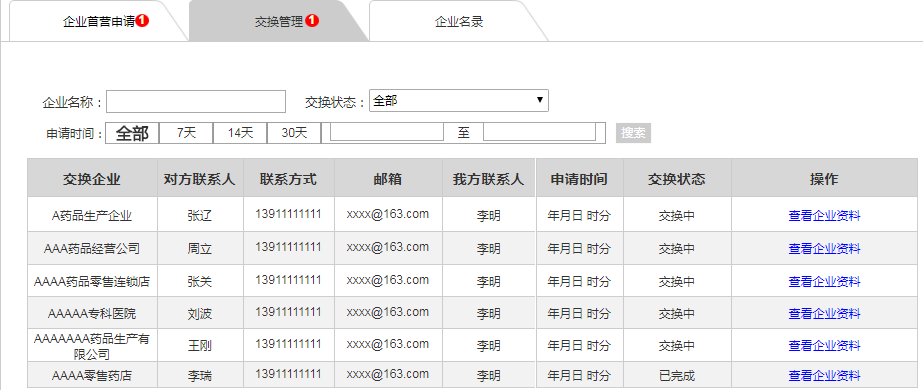 企业首营申请1 交换管理1 企业名录
企业名称： 交换状态：全部
申请时间：全部 7天 14天 30天 至 搜索
交换企业 对方联系人 联系方式 邮箱 我方联系人 申请时间 交换状态 操作
A药品生产企业 张辽 13911111111 xxxx@163.com 李明 年月日 时分 交换中 查看企业资料
AAA药品经营公司 周立 13911111111 xxxx@163.com 李明 年月日 时分 交换中 查看企业资料
AAAA药品零售连锁店 张关 13911111111 xxxx@163.com 李明 年月日 时分 交换中 查看企业资料
AAAAA专科医院 刘波 13911111111 xxxx@163.com 李明 年月日 时分 交换中 查看企业资料
AAAAAAA药品生产有
限公司 王刚 13911111111 xxxx@163.com 李明 年月日 时分 交换中 查看企业资料
AAAA零售药店 李瑞 13911111111 xxxx@163.com 李明 年月日 时分 已完成 查看企业资料